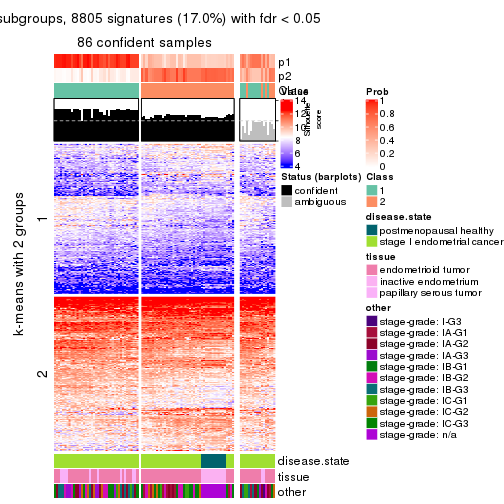 subgroups, 8805 signatures (17.0%) with fdr < 0.05
86 confident samples
p1
p2
Class
Silhouette
score
k-means with 2 groups
1
2
disease.state
tissue
other
Value
14
12
10
8
6
4
Prob
1
0.8
0.6
0.4
0.2
0
Status (barplots)
confident
ambiguous
Class
1
2
disease.state
postmenopausal healthy
stage I endometrial cancer
tissue
endometrioid tumor
inactive endometrium
papillary serous tumor
other
stage-grade: I-G3
stage-grade: IA-G1
stage-grade: IA-G2
stage-grade: IA-G3
stage-grade: IB-G1
stage-grade: IB-G2
stage-grade: IB-G3
stage-grade: IC-G1
stage-grade: IC-G2
stage-grade: IC-G3
stage-grade: n/a